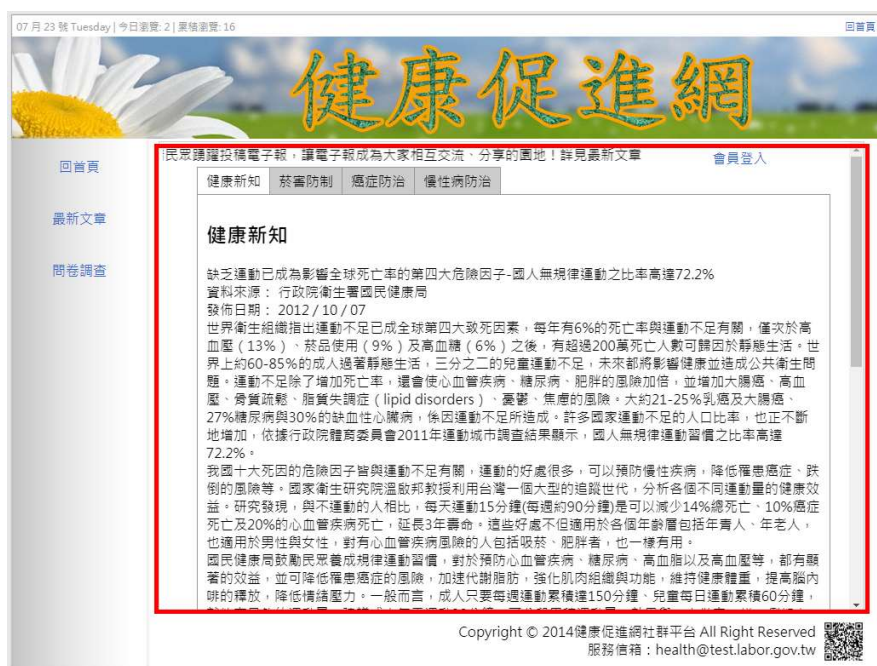 07 月 23 號 Tuesday | 今日瀏覽: 2 | 累積瀏覽: 16
回首頁
健康促進網
回首頁
最新文章
問卷調查
民眾踴躍投稿電子報，讓電子報成為大家相互交流、分享的園地！詳見最新文章
會員登入
健康新知 菸害防制 癌症防治 慢性病防治
健康新知
缺乏運動已成為影響全球死亡率的第四大危險因子-國人無規律運動之比率高達72.2%
資料來源： 行政院衛生署國民健康局
發佈日期： 2012 / 10 / 07
世界衛生組織指出運動不足已成全球第四大致死因素，每年有6%的死亡率與運動不足有關，僅次於高
血壓（13%）、菸品使用（9%）及高血糖（6%）之後，有超過200萬死亡人數可歸因於靜態生活。世
界上約60-85%的成人過著靜態生活，三分之二的兒童運動不足，未來都將影響健康並造成公共衛生問
題。運動不足除了增加死亡率，還會使心血管疾病、糖尿病、肥胖的風險加倍，並增加大腸癌、高血
壓、骨質疏鬆、脂質失調症（lipid disorders）、憂鬱、焦慮的風險。大約21-25%乳癌及大腸癌、
27%糖尿病與30%的缺血性心臟病，係因運動不足所造成。許多國家運動不足的人口比率，也正不斷
地增加，依據行政院體育委員會2011年運動城市調查結果顯示，國人無規律運動習慣之比率高達
72.2%。
我國十大死因的危險因子皆與運動不足有關，運動的好處很多，可以預防慢性疾病，降低罹患癌症、跌
倒的風險等。國家衛生研究院溫啟邦教授利用台灣一個大型的追蹤世代，分析各個不同運動量的健康效
益。研究發現，與不運動的人相比，每天運動15分鐘(每週約90分鐘)是可以減少14%總死亡、10%癌症
死亡及20%的心血管疾病死亡，延長3年壽命。這些好處不但適用於各個年齡層包括年青人、年老人，
也適用於男性與女性，對有心血管疾病風險的人包括吸菸、肥胖者，也一樣有用。
國民健康局鼓勵民眾養成規律運動習慣，對於預防心血管疾病、糖尿病、高血脂以及高血壓等，都有顯
著的效益，並可降低罹患癌症的風險，加速代謝脂肪，強化肌肉組織與功能，維持健康體重，提高腦內
啡的釋放，降低情緒壓力。一般而言，成人只要每週運動累積達150分鐘、兒童每日運動累積60分鐘，
Copyright © 2014健康促進網社群平台 All Right Reserved
服務信箱：health@test.labor.gov.tw